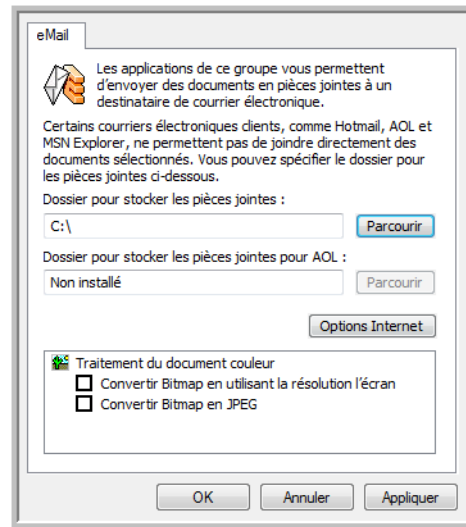 eMail
Les applications de ce groupe vous permettent
d'envoyer des documents en pièces jointes à un
destinataire de courrier électronique.
Certains courriers électroniques clients, comme Hotmail, AOL et
MSN Explorer, ne permettent pas de joindre directement des
documents sélectionnés. Vous pouvez spécifier le dossier pour
les pièces jointes ci-dessous.
Dossier pour stocker les pièces jointes :
C:\ Parcourir
Dossier pour stocker les pièces jointes pour AOL :
Non installé Parcourir
Options Internet
Traitement du document couleur
Convertir Bitmap en utilisant la résolution l'écran
Convertir Bitmap en JPEG
OK Annuler Appliquer